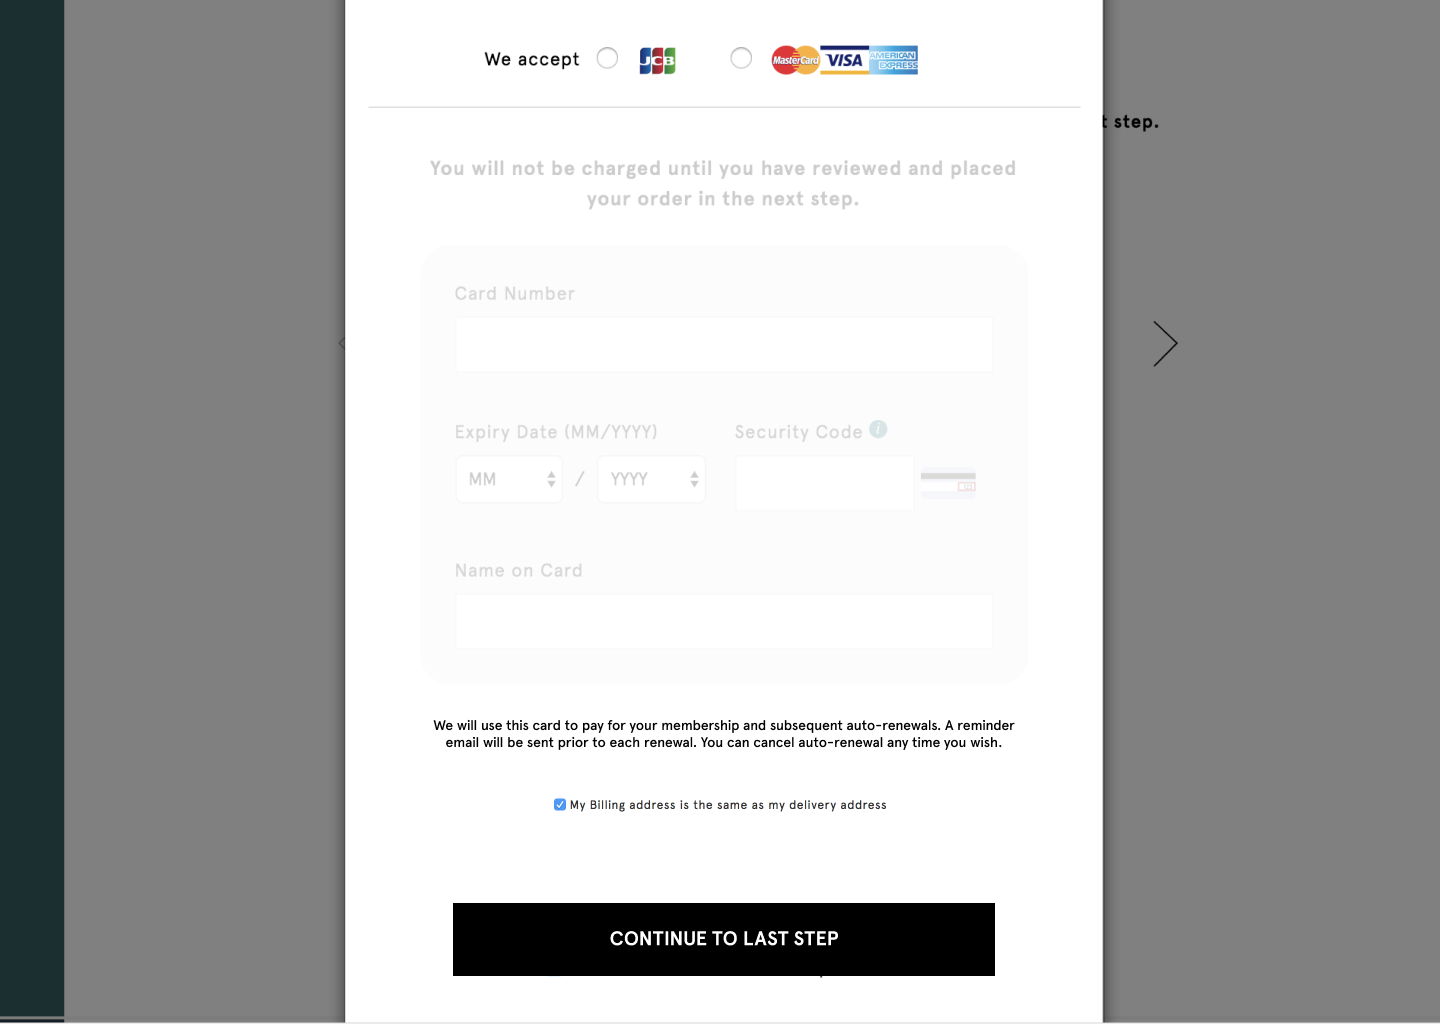 We accept JCB MasterCard VISA AMERICAN EXPRESS
t step.
You will not be charged until you have reviewed and placed
your order in the next step.
Card Number
Expiry Date (MM/YYYY) Security Code i
MM / YYYY
Name on Card
We will use this card to pay for your membership and subsequent auto-renewals. A reminder
email will be sent prior to each renewal. You can cancel auto-renewal any time you wish.
My Billing address is the same as my delivery address
CONTINUE TO LAST STEP